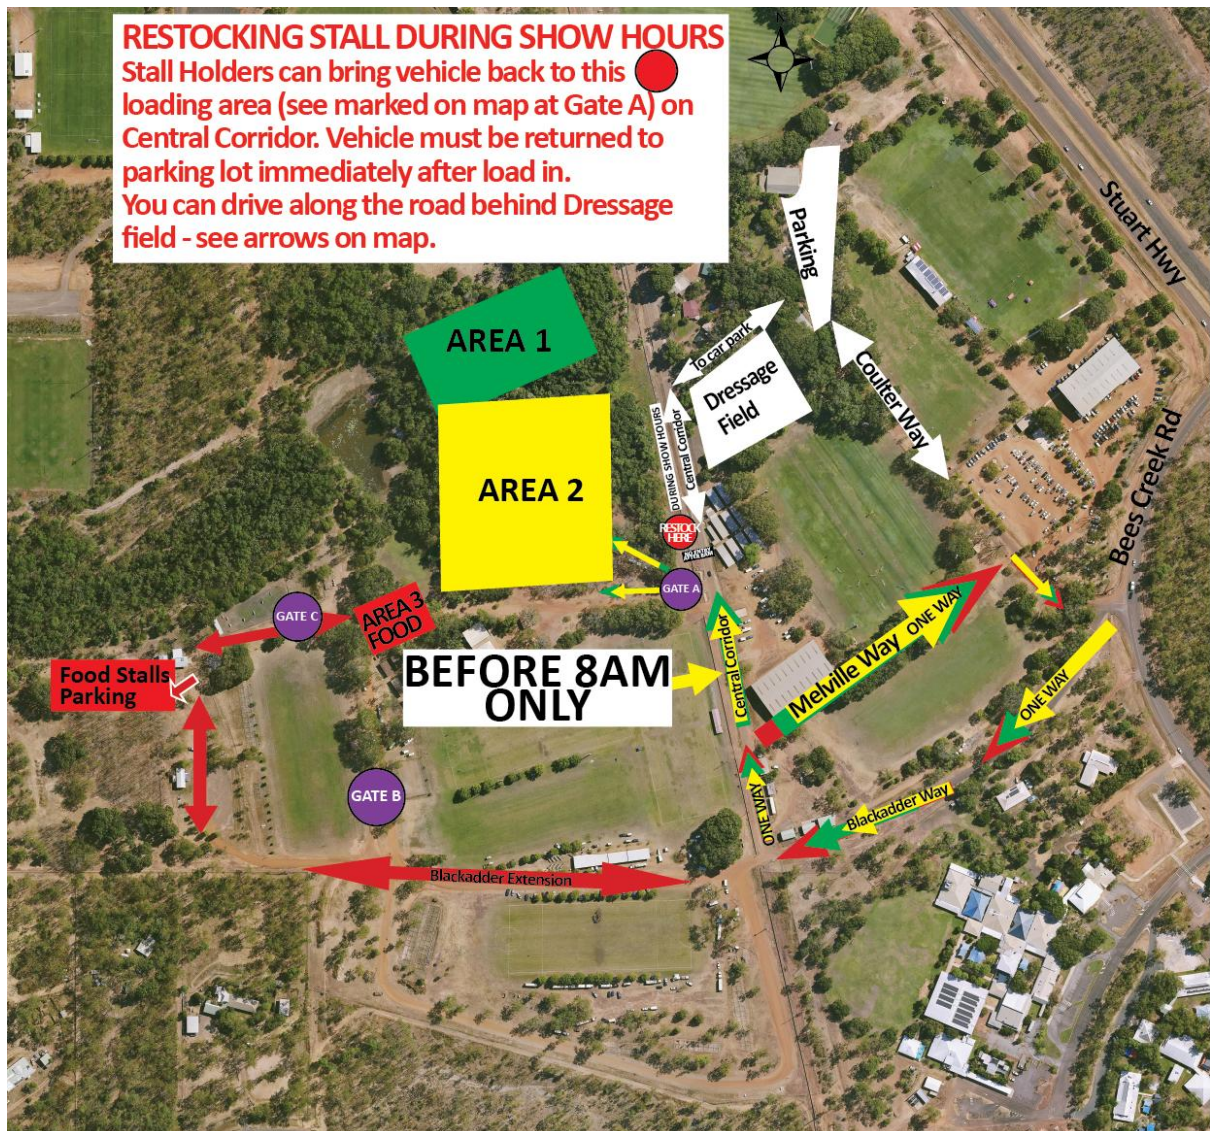 RESTOCKING STALL DURING SHOW HOURS
Stall Holders can bring vehicle back to this
loading area (see marked on map at Gate A) on
Central Corridor. Vehicle must be returned to
parking lot immediately after load in.
You can drive along the road behind Dressage
field - see arrows on map.
Stuart Hwy
Parking
AREA 1
To car park
Dressage
Field
Coulter Way
DURING SHOW HOURS
Central Corridor
AREA 2
Bees Creek Rd
RESTOCK
HERE
NO ENTRY
AFTER 8AM
GATE A
GATE C
AREA 3
FOOD
ONE WAY
Melville Way
BEFORE 8AM
ONLY
Central Corridor
Food Stalls
Parking
ONE WAY
GATE B
ONE WAY
Blackadder Way
Blackadder Extension